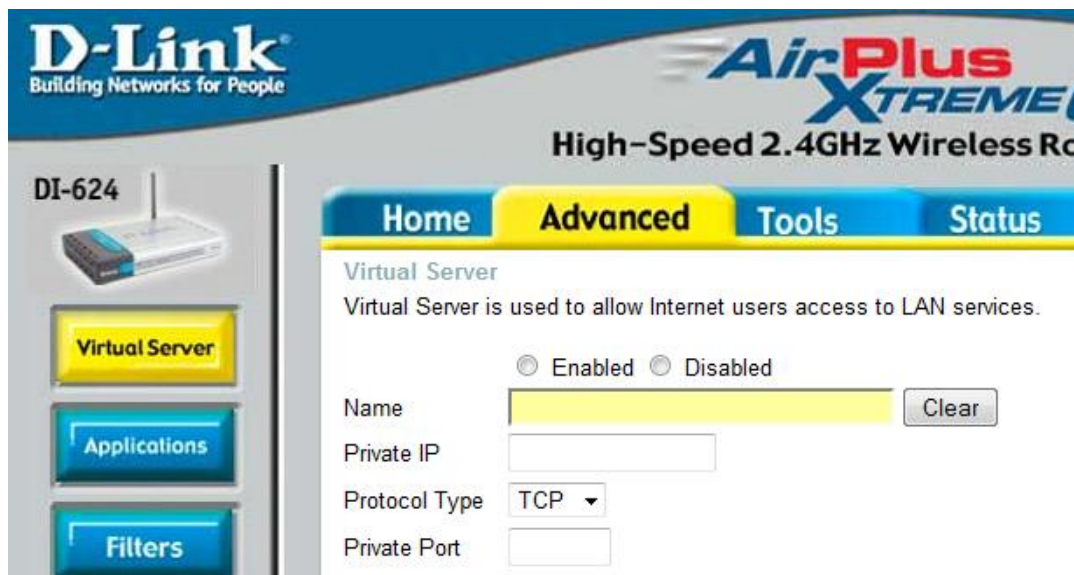 D-Link
Building Networks for People
AirPlus
XTREME
High-Speed 2.4GHz Wireless
DI-624
Home Advanced Tools Status
Virtual Server
Virtual Server is used to allow Internet users access to LAN services.
Virtual Server
Enabled Disabled
Name Clear
Applications
Private IP
Protocol Type TCP
Filters
Private Port